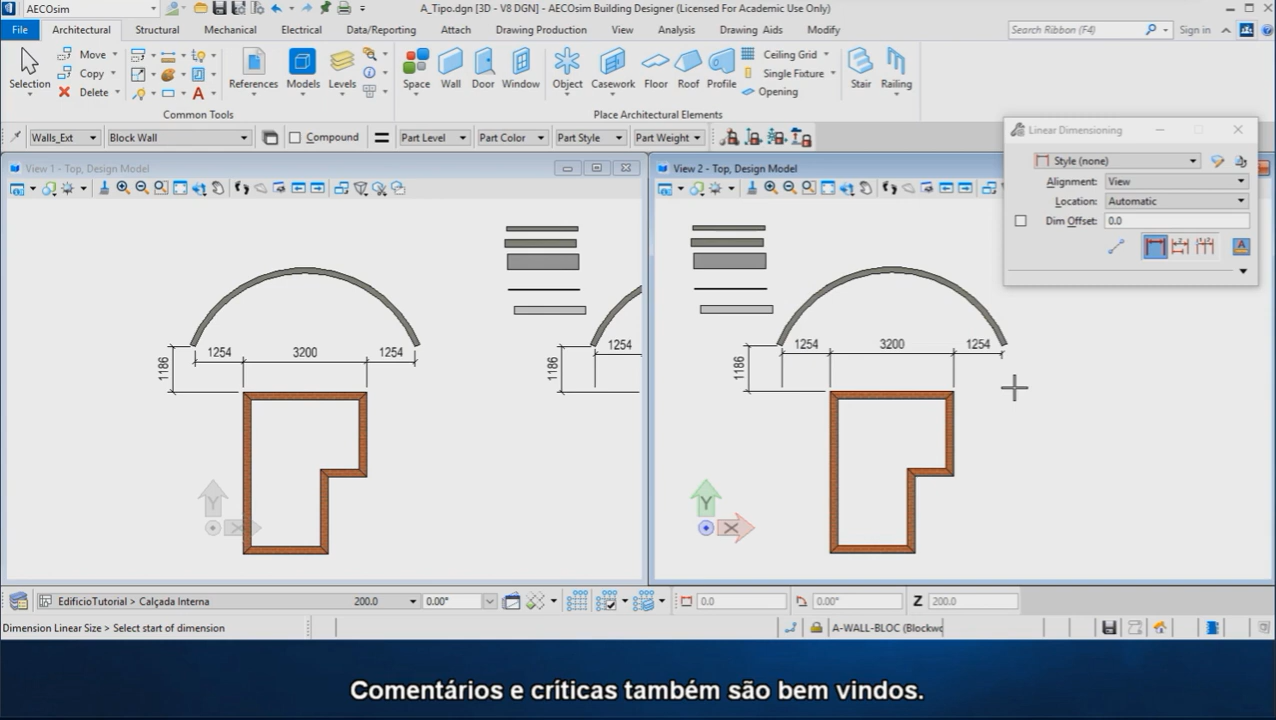 AECOsim
A_Tipo.dgn [3D - V8 DGN] - AECOsim Building Designer (Licensed For Academic Use Only)
File Architectural Structural Mechanical Electrical Data/Reporting Attach Drawing Production View Analysis Drawing Aids Modify
Search Ribbon (F4) Sign in
Selection
Move
Copy
Delete
Common Tools
References Models Levels
Space Wall Door Window Object Casework Floor Roof Profile
Ceiling Grid
Single Fixture
Opening
Stair Railing
Place Architectural Elements
Walls_Ext Block Wall Compound Part Level Part Color Part Style Part Weight
Linear Dimensioning
Style (none)
Alignment: View
Location: Automatic
Dim Offset: 0.0
View 1 - Top, Design Model
1186
1254 3200 1254
1186
1254
Y
X
View 2 - Top, Design Model
1186
1254 3200 1254
Y
X
EdificioTutorial > Calçada Interna 200.0 0.00° 0.0 0.00° Z 200.0
Dimension Linear Size > Select start of dimension
A-WALL-BLOC (Blockwo
Comentários e críticas também são bem vindos.